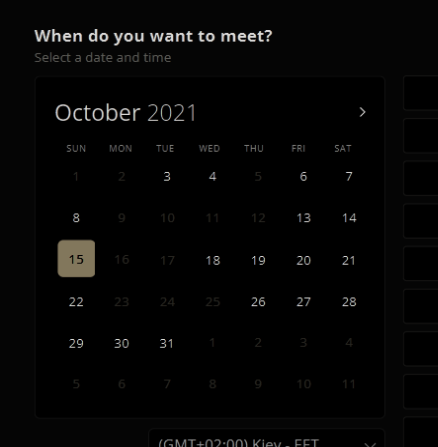 When do you want to meet?
Select a date and time
October 2021
SUN MON TUE WED THU FRI SAT
1 2 3 4 5 6 7
8 9 10 11 12 13 14
15 16 17 18 19 20 21
22 23 24 25 26 27 28
29 30 31 1 2 3 4
5 6 7 8 9 10 11
(GMT+02:00) Kiev - EET